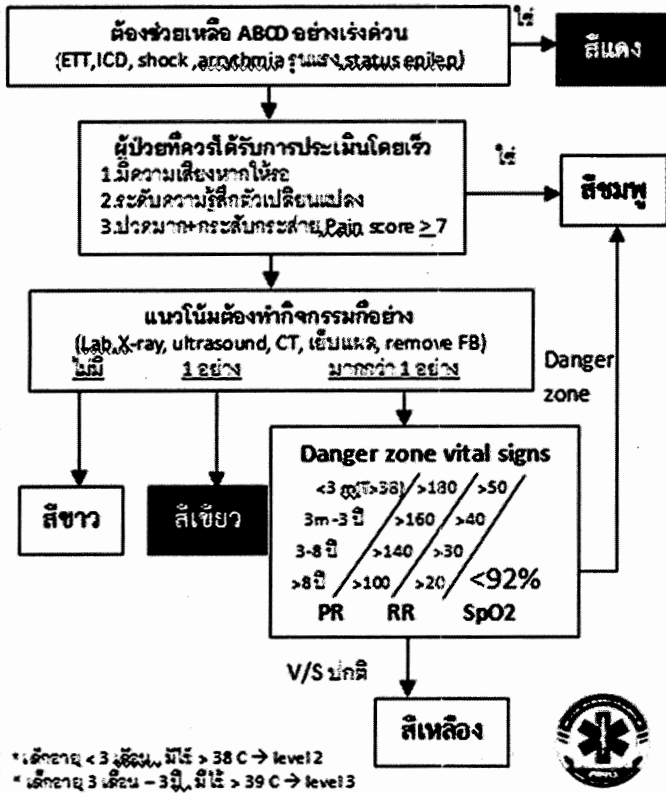 ต้องช่วยเหลือ ABCD อย่างเร่งด่วน
(ETT,ICD, shock ,arrythmia รุนแรง,status epilep)
ใช่
สีแดง
ผู้ป่วยที่ควรได้รับการประเมินโดยเร็ว
1.มีความเสี่ยงหากให้รอ
2.ระดับความรู้สึกตัวเปลี่ยนแปลง
3.ปวดมาก+กระสับกระส่าย,Pain score ≥ 7
ใช่
สีชมพู
แนวโน้มต้องทำกิจกรรมกี่อย่าง
(Lab,X-ray, ultrasound, CT, เย็บแผล, remove FB)
ไม่มี 1 อย่าง มากกว่า 1 อย่าง
Danger zone
สีขาว
สีเขียว
Danger zone vital signs
<3 m(T>38) >180 >50
3m -3 ปี >160 >40
3-8 ปี >140 >30
>8 ปี >100 >20 <92%
PR RR SpO2
V/S ปกติ
สีเหลือง
* เด็กอายุ < 3 เดือน, มีไข้ > 38 C → level 2
* เด็กอายุ 3 เดือน – 3 ปี, มีไข้ > 39 C → level 3